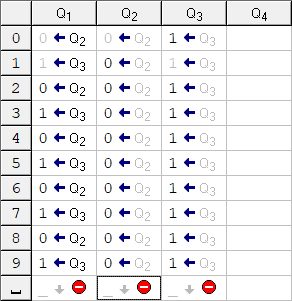 Q1 Q2 Q3 Q4
0 0 ← Q2 0 ← Q2 1 ← Q3
1 1 ← Q3 0 ← Q2 1 ← Q3
2 0 ← Q2 0 ← Q2 1 ← Q3
3 1 ← Q3 0 ← Q2 1 ← Q3
4 0 ← Q2 0 ← Q2 1 ← Q3
5 1 ← Q3 0 ← Q2 1 ← Q3
6 0 ← Q2 0 ← Q2 1 ← Q3
7 1 ← Q3 0 ← Q2 1 ← Q3
8 0 ← Q2 0 ← Q2 1 ← Q3
9 1 ← Q3 0 ← Q2 1 ← Q3
⎵ _ ↓ ⛔ _ ↓ ⛔ _ ↓ ⛔